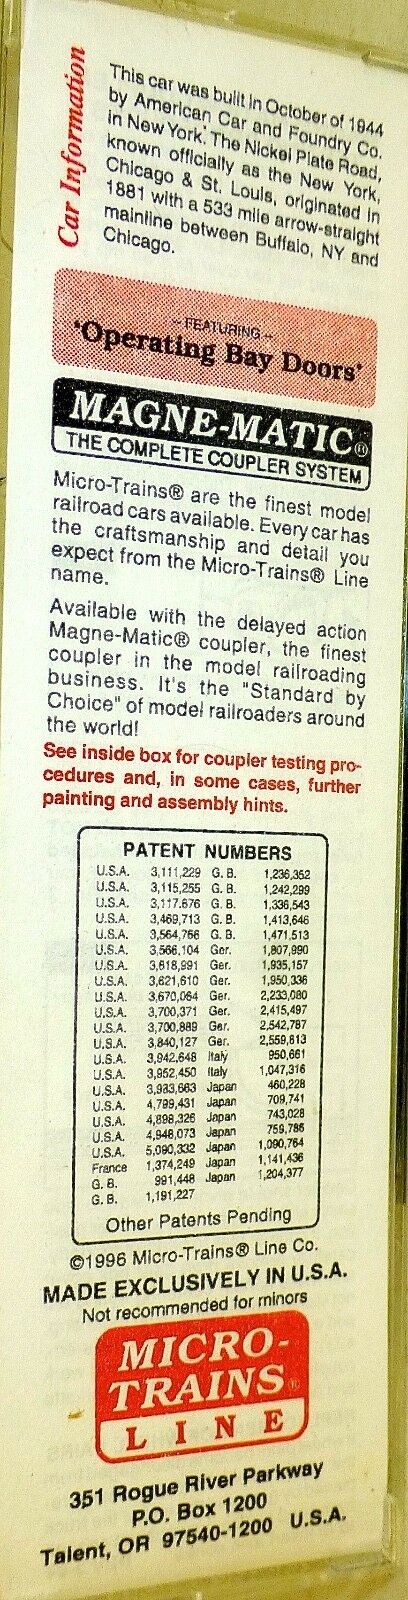 Car Information
This car was built in October of 1944
by American Car and Foundry Co.
in New York. The Nickel Plate Road,
known officially as the New York,
Chicago & St. Louis, originated in
1881 with a 533 mile arrow-straight
mainline between Buffalo, NY and
Chicago.
-- FEATURING --
'Operating Bay Doors'
MAGNE-MATIC®
THE COMPLETE COUPLER SYSTEM
Micro-Trains® are the finest model
railroad cars available. Every car has
the craftsmanship and detail you
expect from the Micro-Trains® Line
name.
Available with the delayed action
Magne-Matic® coupler, the finest
coupler in the model railroading
business. It's the "Standard by
Choice" of model railroaders around
the world!
See inside box for coupler testing pro-
cedures and, in some cases, further
painting and assembly hints.
PATENT NUMBERS
U.S.A. 3,111,229 G. B. 1,236,352
U.S.A. 3,115,255 G. B. 1,242,299
U.S.A. 3,117,676 G. B. 1,336,543
U.S.A. 3,469,713 G. B. 1,413,646
U.S.A. 3,564,766 G. B. 1,471,513
U.S.A. 3,566,104 Ger. 1,807,990
U.S.A. 3,618,991 Ger. 1,935,157
U.S.A. 3,621,610 Ger. 1,950,336
U.S.A. 3,670,064 Ger. 2,233,080
U.S.A. 3,700,371 Ger. 2,415,497
U.S.A. 3,700,889 Ger. 2,542,787
U.S.A. 3,840,127 Ger. 2,559,613
U.S.A. 3,942,648 Italy 950,661
U.S.A. 3,952,450 Italy 1,047,316
U.S.A. 3,983,663 Japan 460,228
U.S.A. 4,799,431 Japan 709,741
U.S.A. 4,898,326 Japan 743,028
U.S.A. 4,948,073 Japan 759,786
U.S.A. 5,090,332 Japan 1,090,764
France 1,374,249 Japan 1,141,436
G. B. 991,448 Japan 1,204,377
G. B. 1,191,227
Other Patents Pending
©1996 Micro-Trains® Line Co.
MADE EXCLUSIVELY IN U.S.A.
Not recommended for minors
MICRO-
TRAINS®
LINE
351 Rogue River Parkway
P.O. Box 1200
Talent, OR 97540-1200 U.S.A.